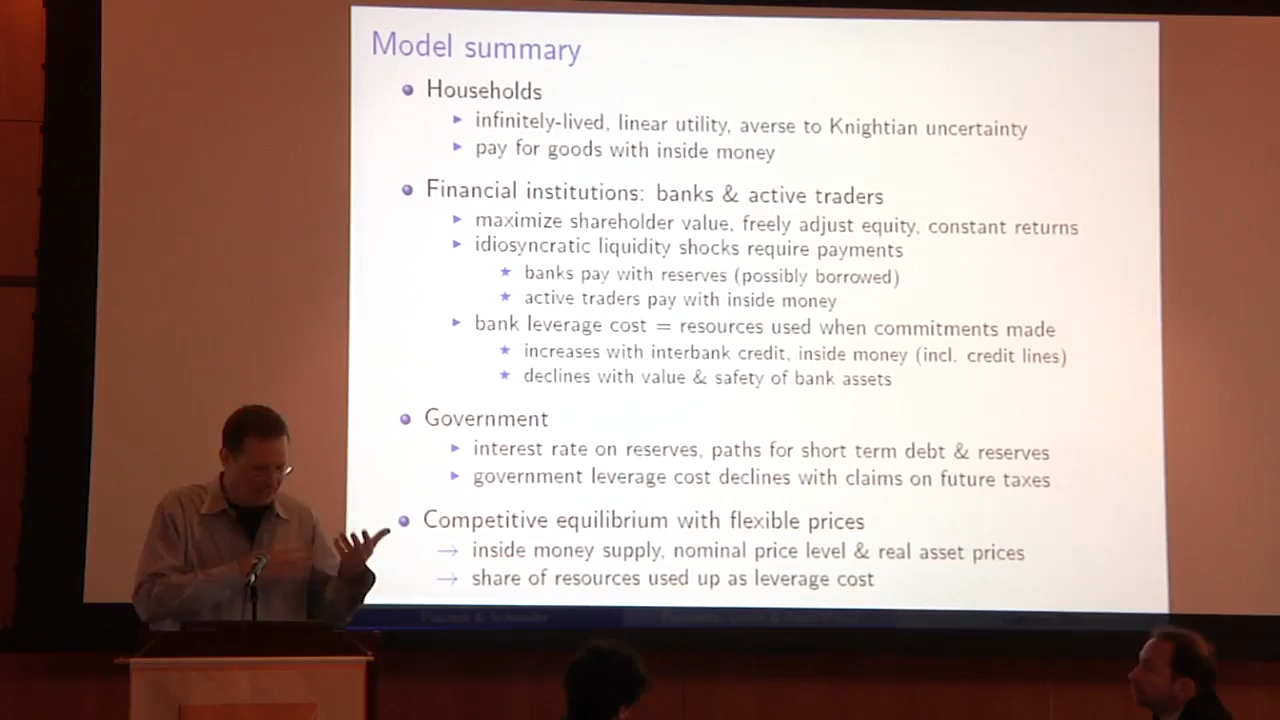 Model summary
Households
infinitely-lived, linear utility, averse to Knightian uncertainty
pay for goods with inside money
Financial institutions: banks & active traders
maximize shareholder value, freely adjust equity, constant returns
idiosyncratic liquidity shocks require payments
banks pay with reserves (possibly borrowed)
active traders pay with inside money
bank leverage cost = resources used when commitments made
increases with interbank credit, inside money (incl. credit lines)
declines with value & safety of bank assets
Government
interest rate on reserves, paths for short term debt & reserves
government leverage cost declines with claims on future taxes
Competitive equilibrium with flexible prices
→ inside money supply, nominal price level & real asset prices
→ share of resources used up as leverage cost